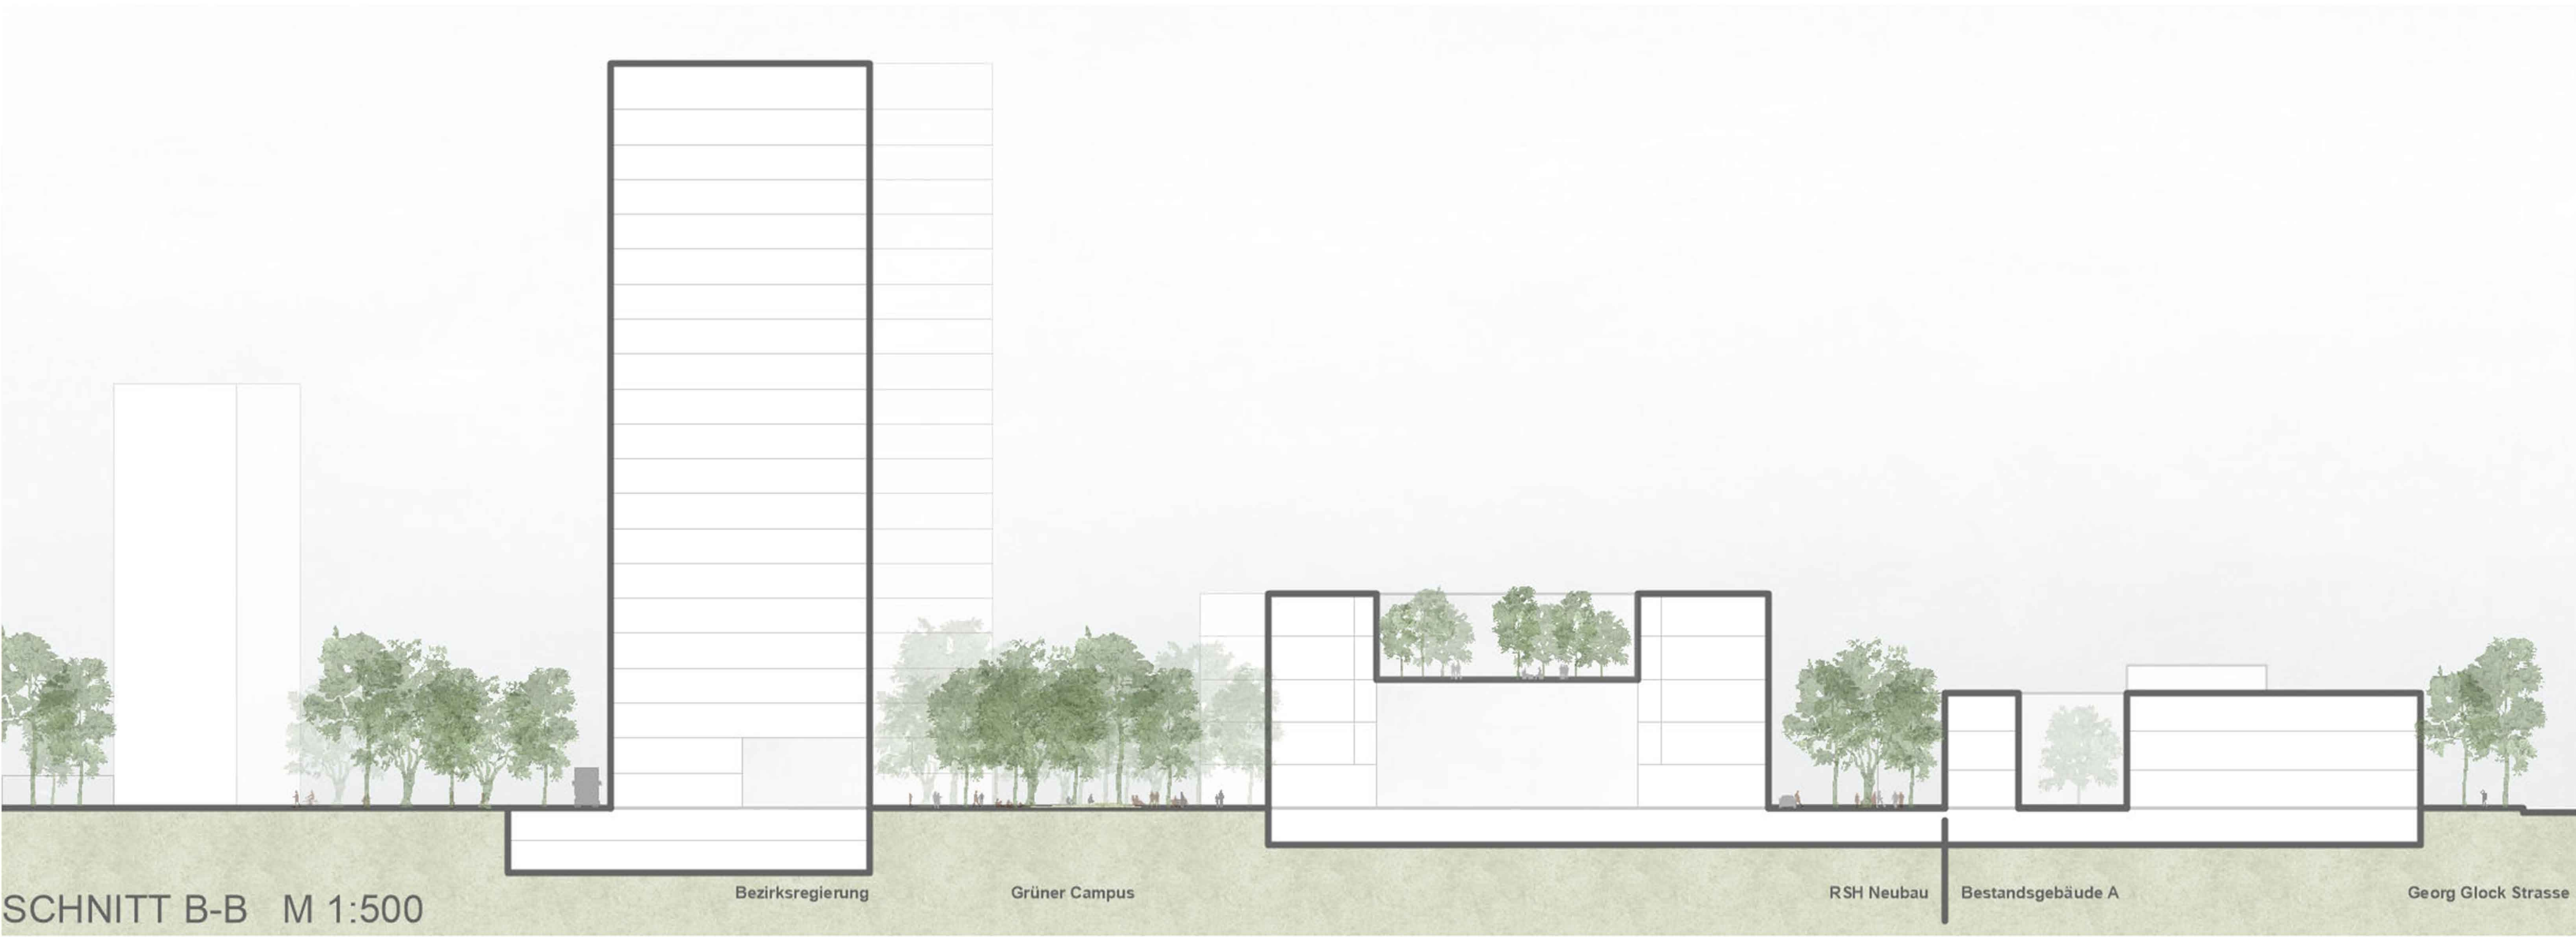 Bezirksregierung
Grüner Campus
RSH Neubau
Bestandsgebäude A
Georg Glock Strasse
SCHNITT B-B M 1:500